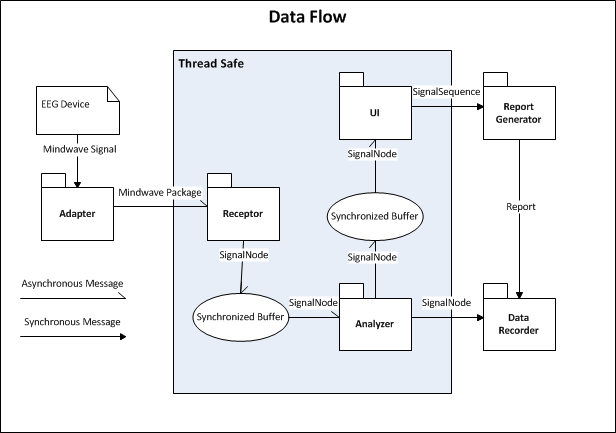 Data Flow
Thread Safe
EEG Device
UI
SignalSequence
Report
Generator
Mindwave Signal
SignalNode
Adapter
Mindwave Package
Receptor
Synchronized Buffer
Report
SignalNode
SignalNode
Asynchronous Message
SignalNode
SignalNode
Synchronized Buffer
Synchronous Message
Analyzer
Data
Recorder